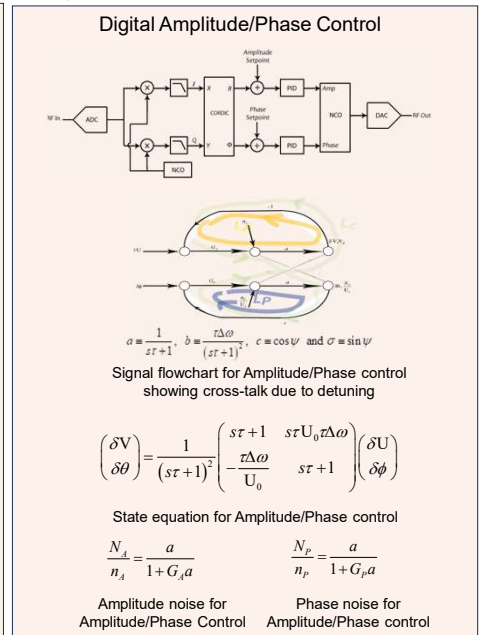 Digital Amplitude/Phase Control
Amplitude
Setpoint
I X R + PID Amp
RF In ADC CORDIC NCO DAC RF Out
Phase
Setpoint
Q Y Φ + PID Phase
NCO
-1
Lc
LP
a ≡ 1/(sτ+1), b ≡ τΔω/(sτ+1)², c ≡ cosψ and σ ≡ sinψ
Signal flowchart for Amplitude/Phase control
showing cross-talk due to detuning
(δV δθ) = 1/(sτ+1)² (sτ+1 sτU₀τΔω −τΔω/U₀ sτ+1) (δU δϕ)
State equation for Amplitude/Phase control
N_A/n_A = a/(1+G_A a) N_P/n_P = a/(1+G_P a)
Amplitude noise for Phase noise for
Amplitude/Phase Control Amplitude/Phase control